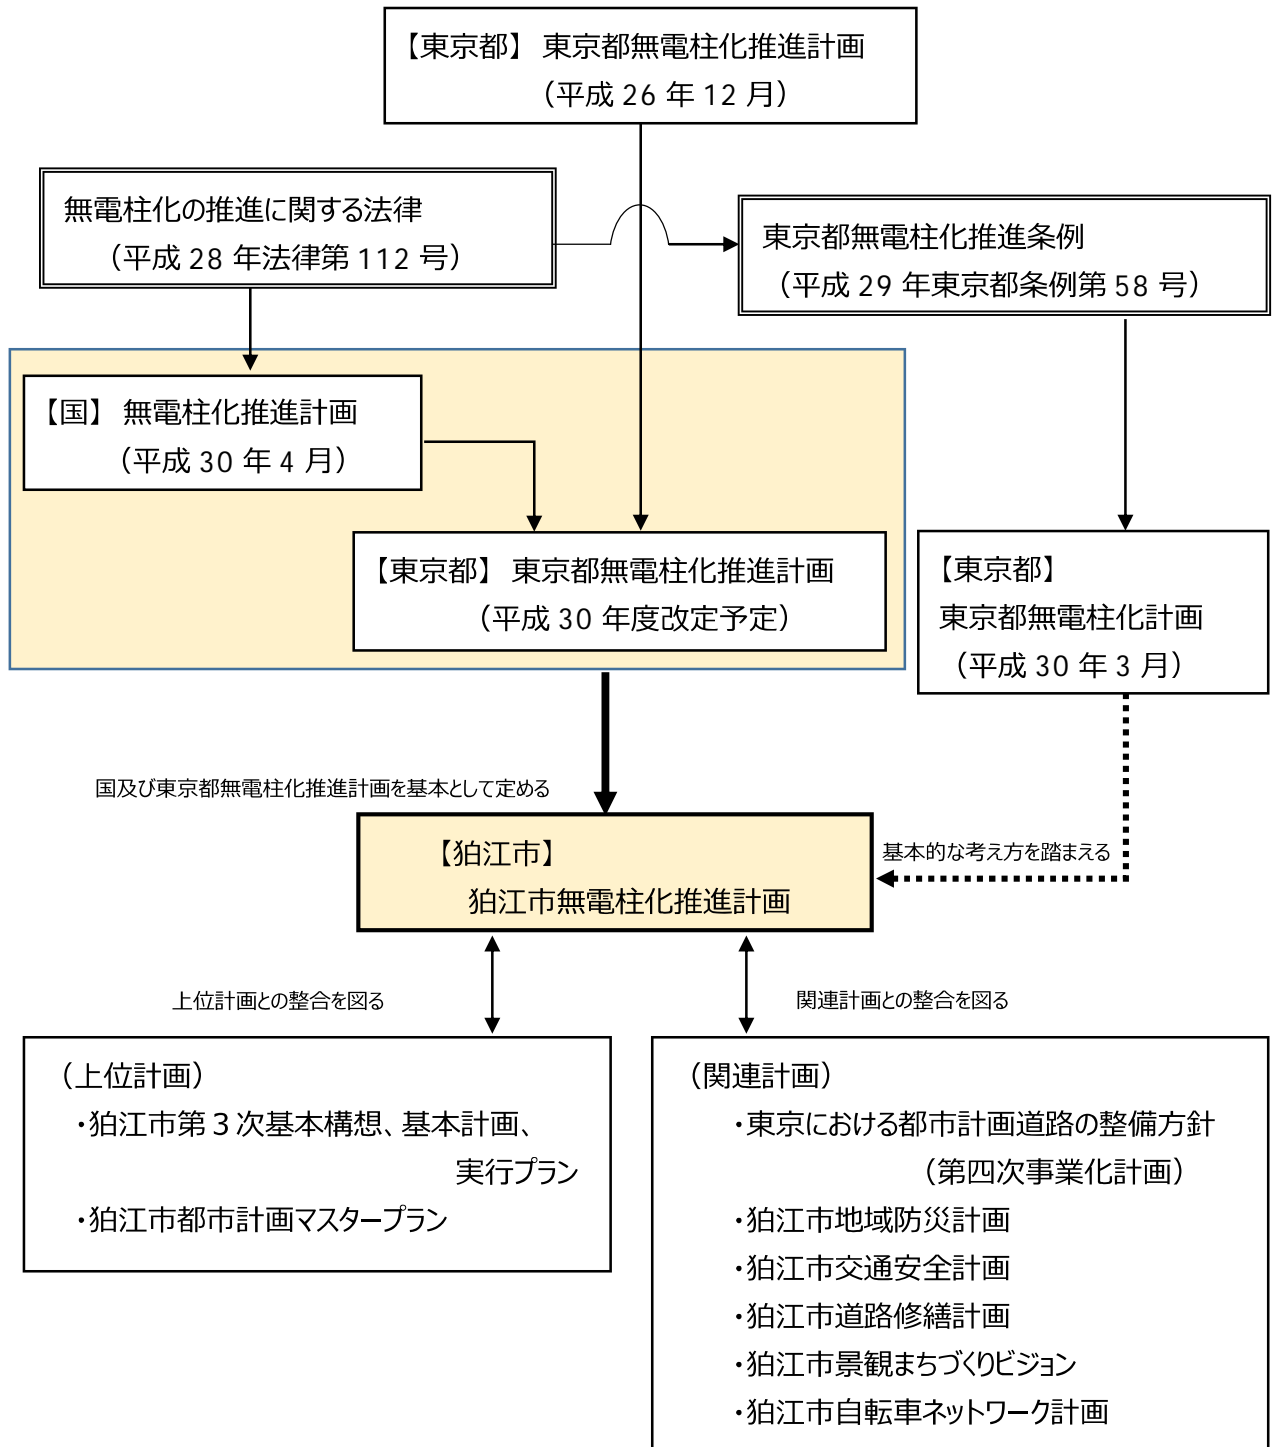 【東京都】 東京都無電柱化推進計画
（平成 26 年 12 月）
無電柱化の推進に関する法律
（平成 28 年法律第 112 号）
東京都無電柱化推進条例
（平成 29 年東京都条例第 58 号）
【国】 無電柱化推進計画
（平成 30 年 4 月）
【東京都】 東京都無電柱化推進計画
（平成 30 年度改定予定）
【東京都】
東京都無電柱化計画
（平成 30 年 3 月）
国及び東京都無電柱化推進計画を基本として定める
【狛江市】
狛江市無電柱化推進計画
基本的な考え方を踏まえる
上位計画との整合を図る
関連計画との整合を図る
（上位計画）
・狛江市第３次基本構想、基本計画、
実行プラン
・狛江市都市計画マスタープラン
（関連計画）
・東京における都市計画道路の整備方針
（第四次事業化計画）
・狛江市地域防災計画
・狛江市交通安全計画
・狛江市道路修繕計画
・狛江市景観まちづくりビジョン
・狛江市自転車ネットワーク計画